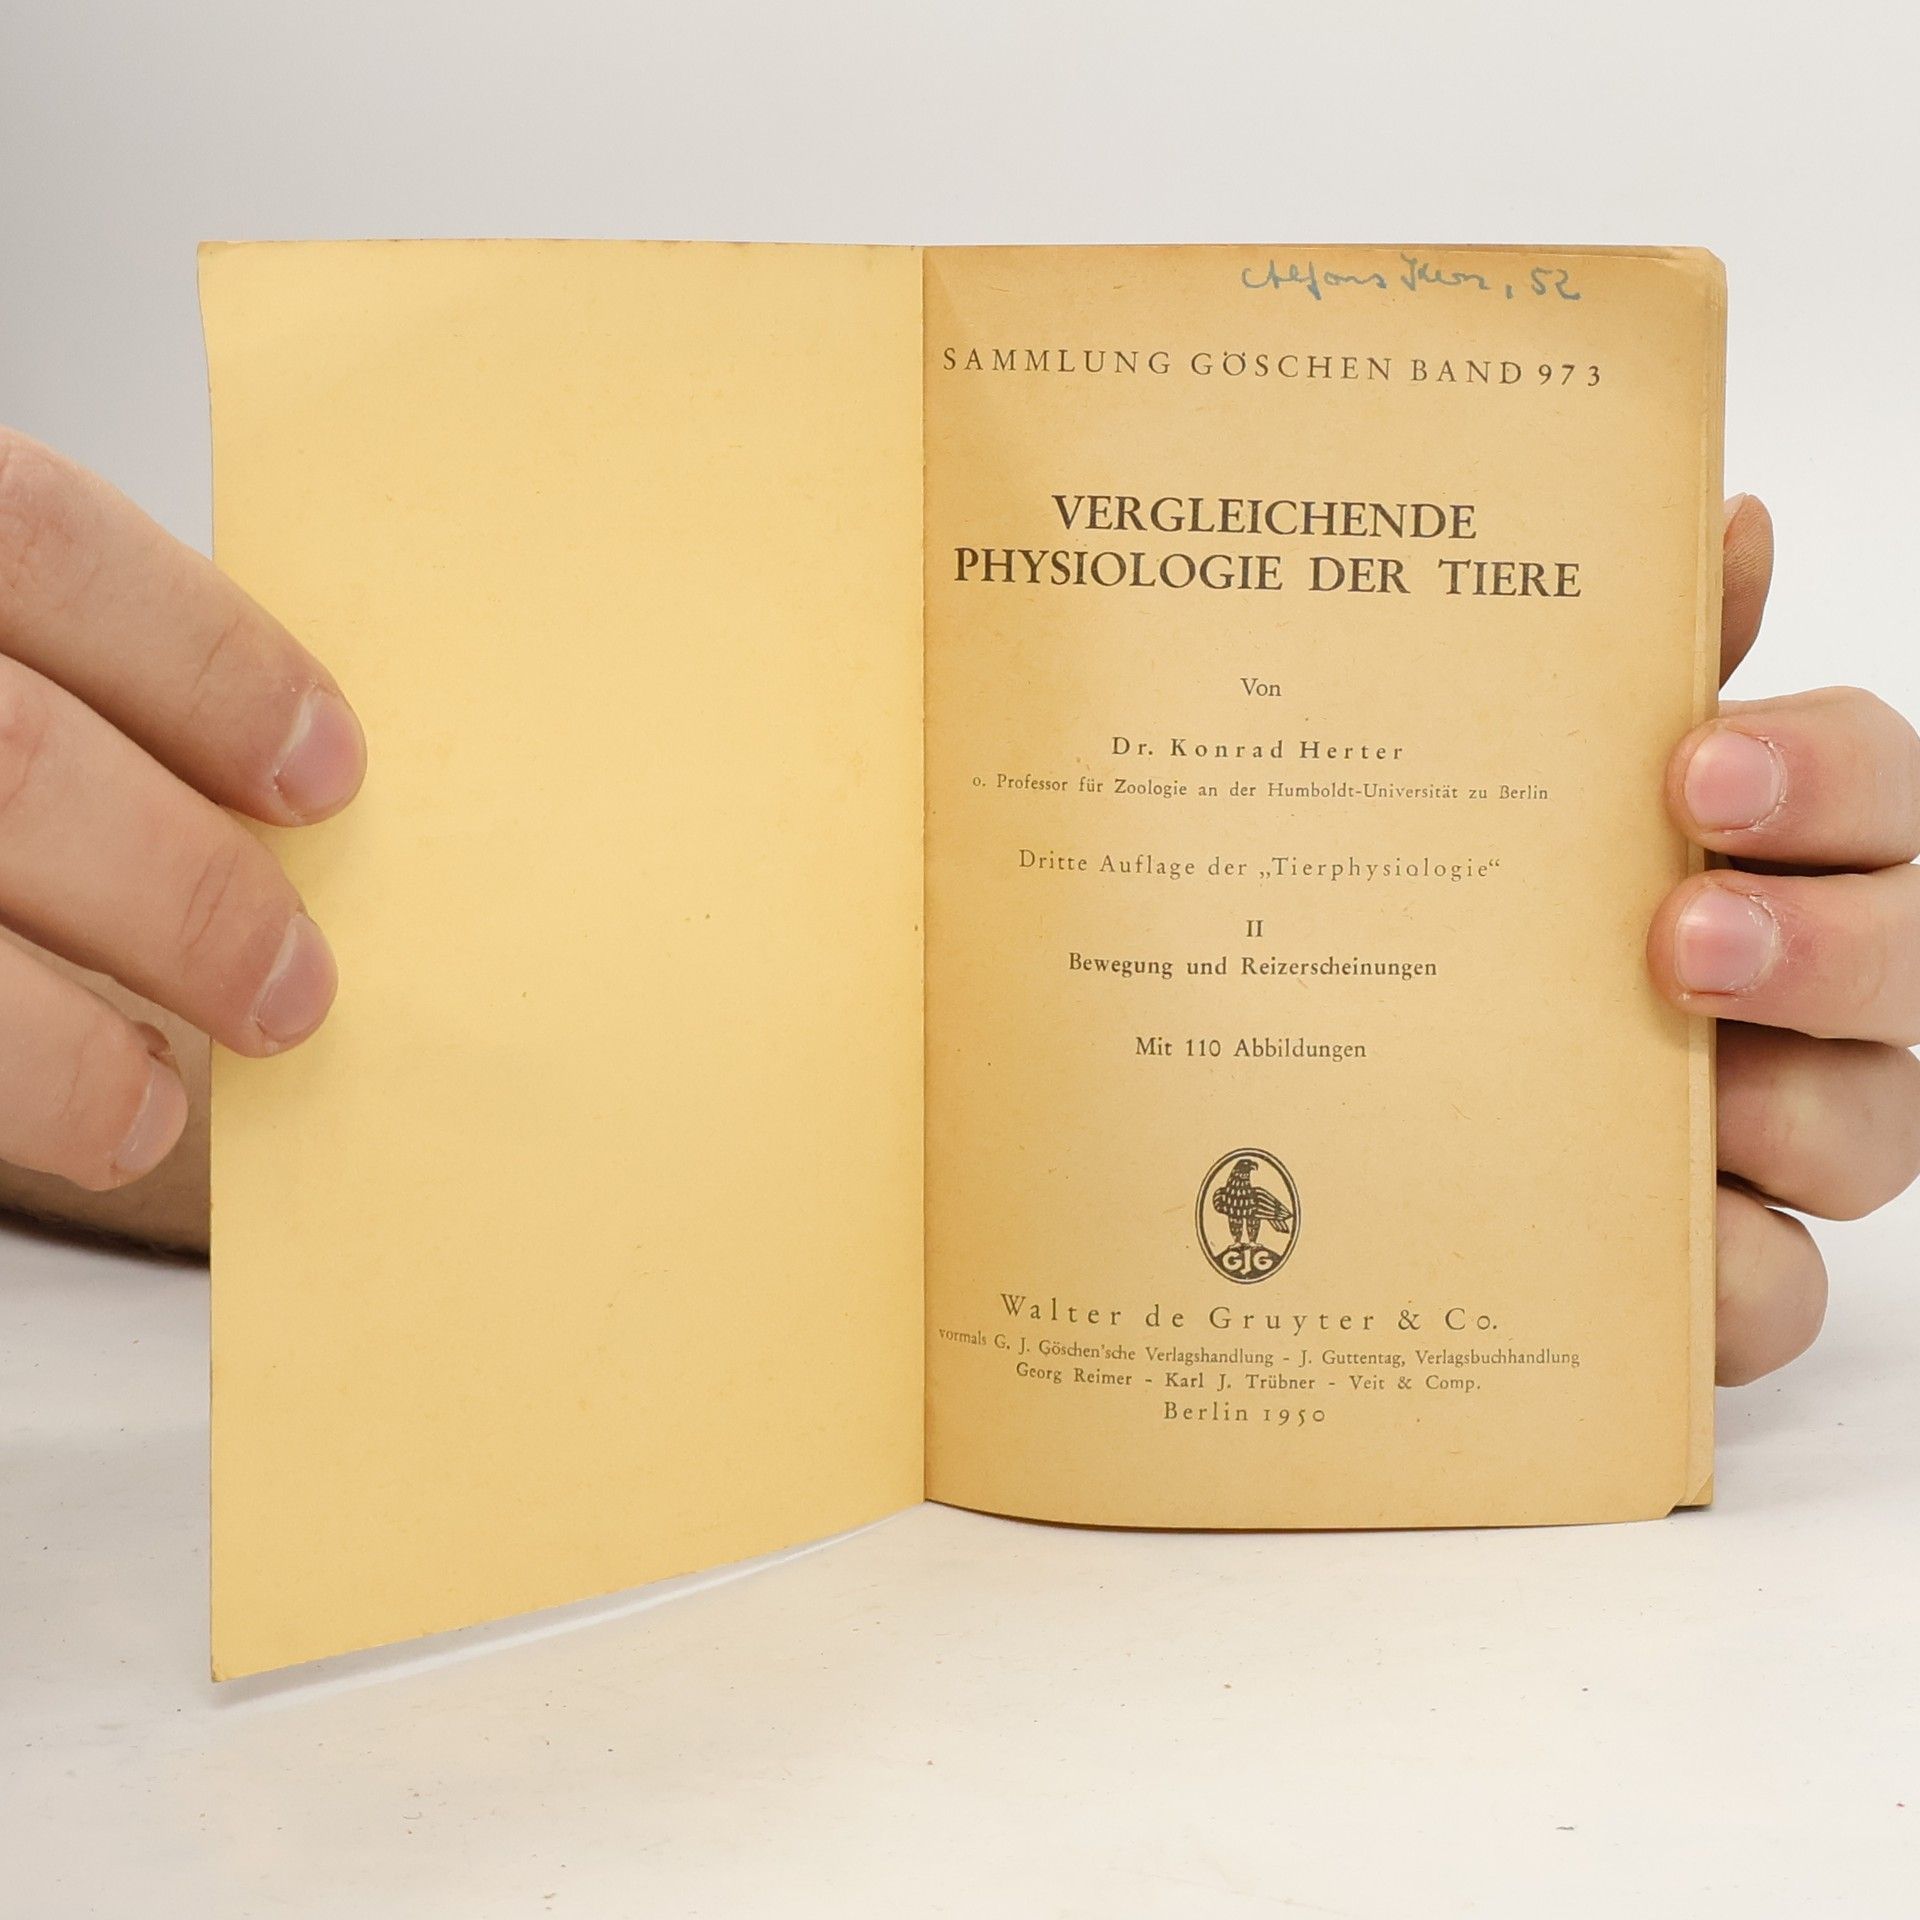 Alfons , 52
SAMMLUNG GÖSCHEN BAND 973
VERGLEICHENDE
PHYSIOLOGIE DER TIERE
Von
Dr. Konrad Herter
o. Professor für Zoologie an der Humboldt-Universität zu Berlin
Dritte Auflage der „Tierphysiologie“
II
Bewegung und Reizerscheinungen
Mit 110 Abbildungen
GJG
Walter de Gruyter & Co.
vormals G. J. Göschen'sche Verlagshandlung - J. Guttentag, Verlagsbuchhandlung
Georg Reimer - Karl J. Trübner - Veit & Comp.
Berlin 1950